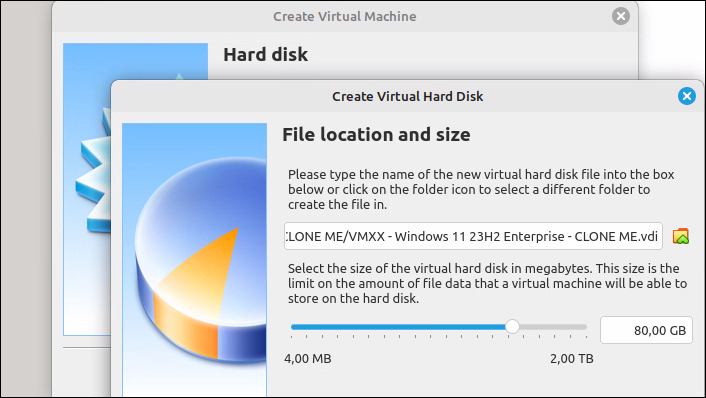 Create Virtual Machine
Hard disk
Create Virtual Hard Disk
File location and size
Please type the name of the new virtual hard disk file into the box
below or click on the folder icon to select a different folder to
create the file in.
CLONE ME/VMXX - Windows 11 23H2 Enterprise - CLONE ME.vdi
Select the size of the virtual hard disk in megabytes. This size is the
limit on the amount of file data that a virtual machine will be able to
store on the hard disk.
80,00 GB
4,00 MB 2,00 TB